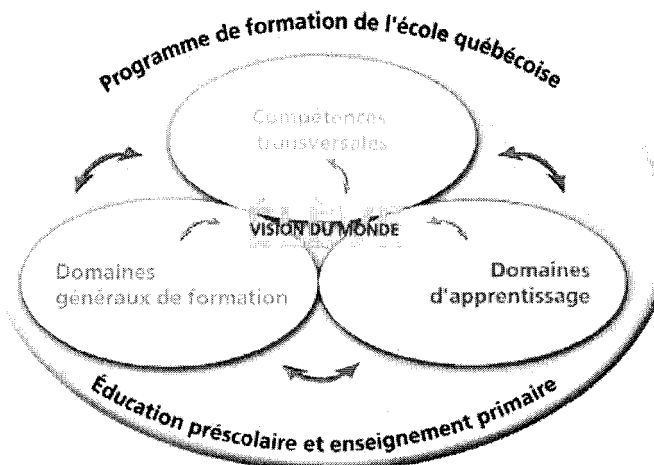 Programme de formation de l'école québécoise
Compétences
transversales
ÉLÈVE
VISION DU MONDE
Domaines
généraux de formation
Domaines
d'apprentissage
Éducation préscolaire et enseignement primaire